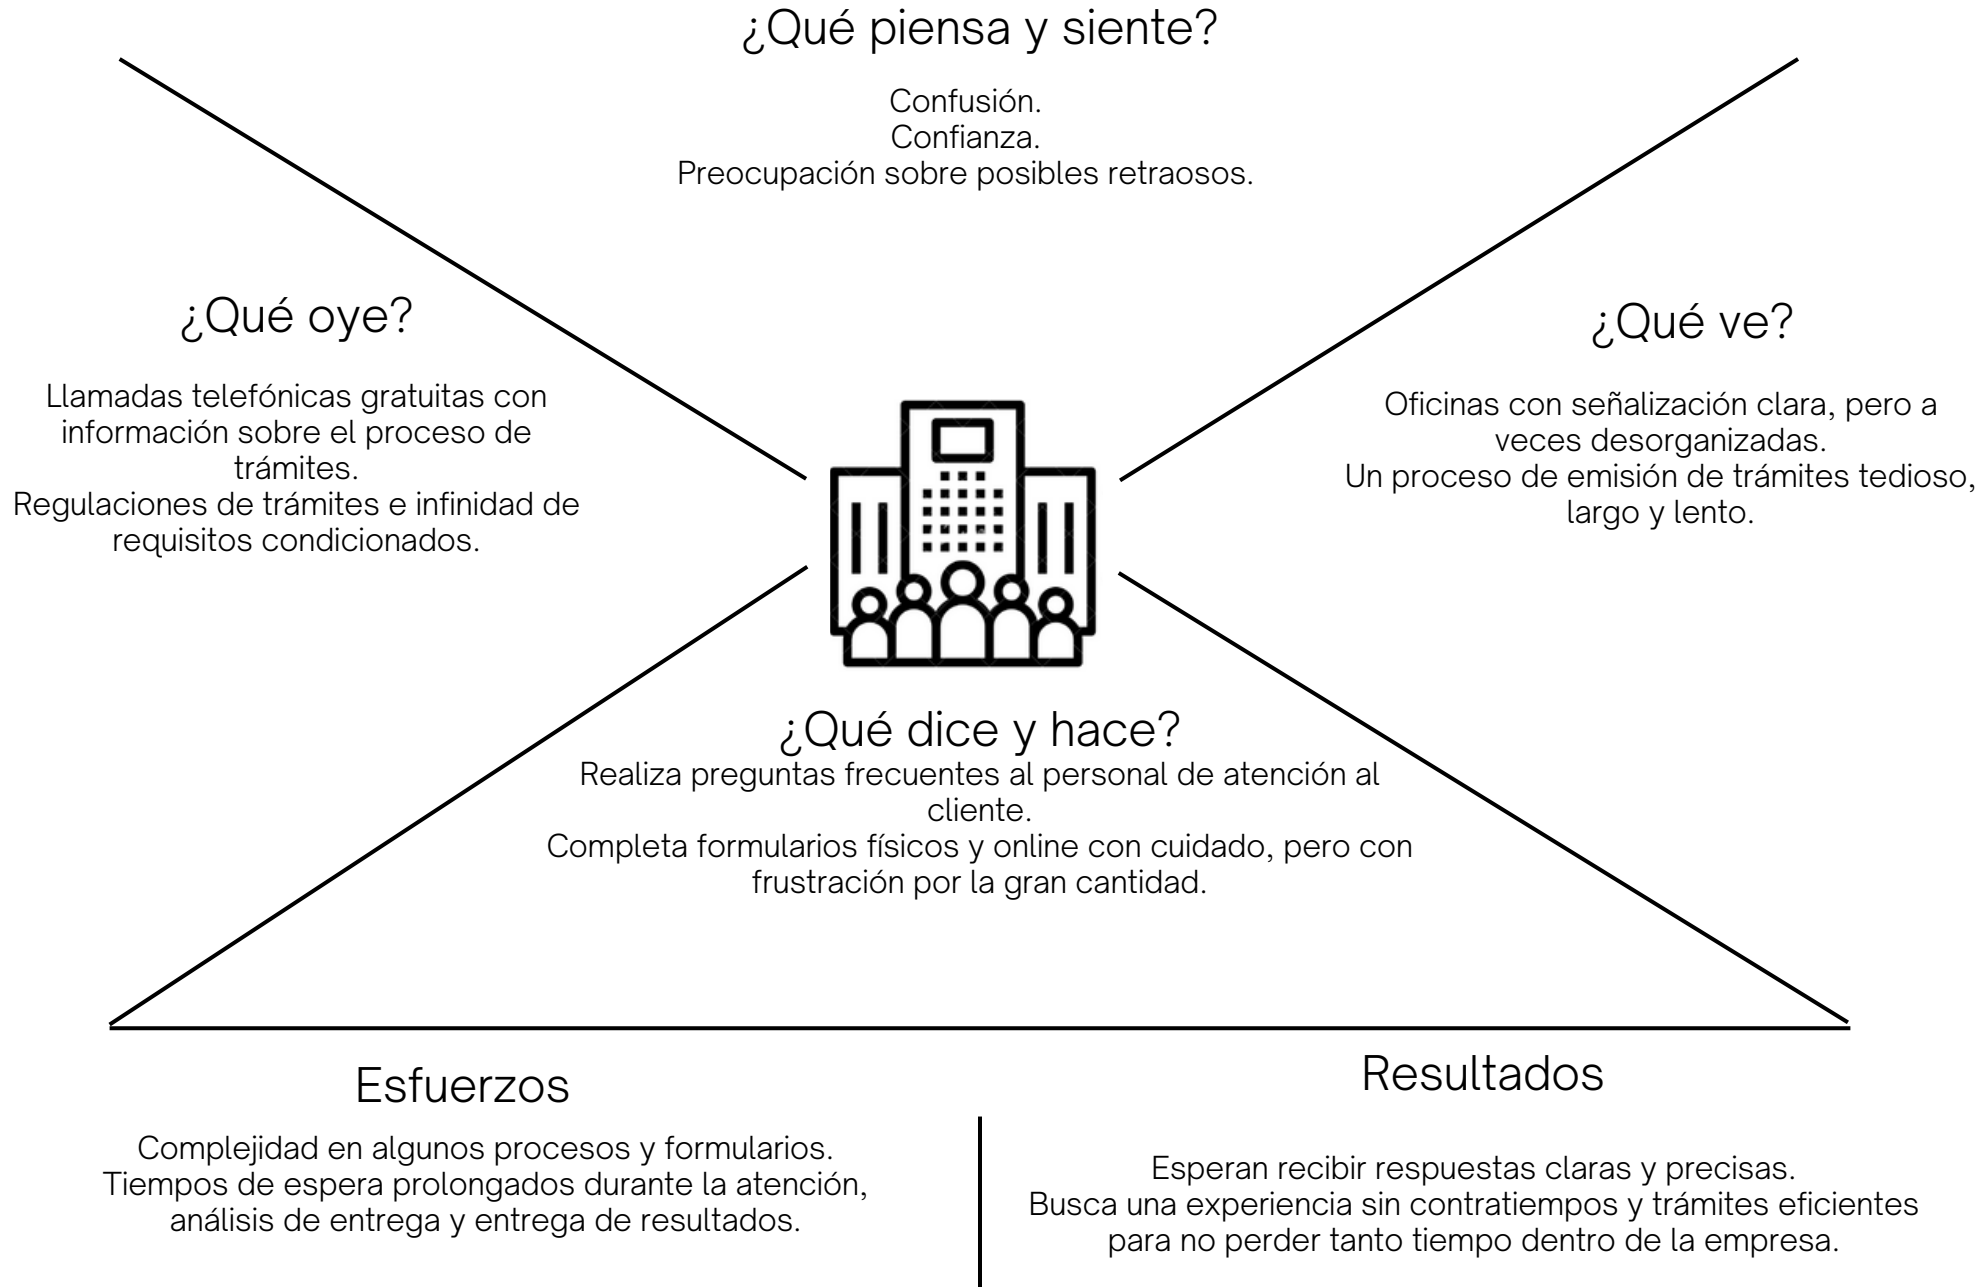 ¿Qué piensa y siente?
Confusión.
Confianza.
Preocupación sobre posibles retraosos.
¿Qué oye?
Llamadas telefónicas gratuitas con
información sobre el proceso de
trámites.
Regulaciones de trámites e infinidad de
requisitos condicionados.
¿Qué ve?
Oficinas con señalización clara, pero a
veces desorganizadas.
Un proceso de emisión de trámites tedioso,
largo y lento.
¿Qué dice y hace?
Realiza preguntas frecuentes al personal de atención al
cliente.
Completa formularios físicos y online con cuidado, pero con
frustración por la gran cantidad.
Esfuerzos
Complejidad en algunos procesos y formularios.
Tiempos de espera prolongados durante la atención,
análisis de entrega y entrega de resultados.
Resultados
Esperan recibir respuestas claras y precisas.
Busca una experiencia sin contratiempos y trámites eficientes
para no perder tanto tiempo dentro de la empresa.